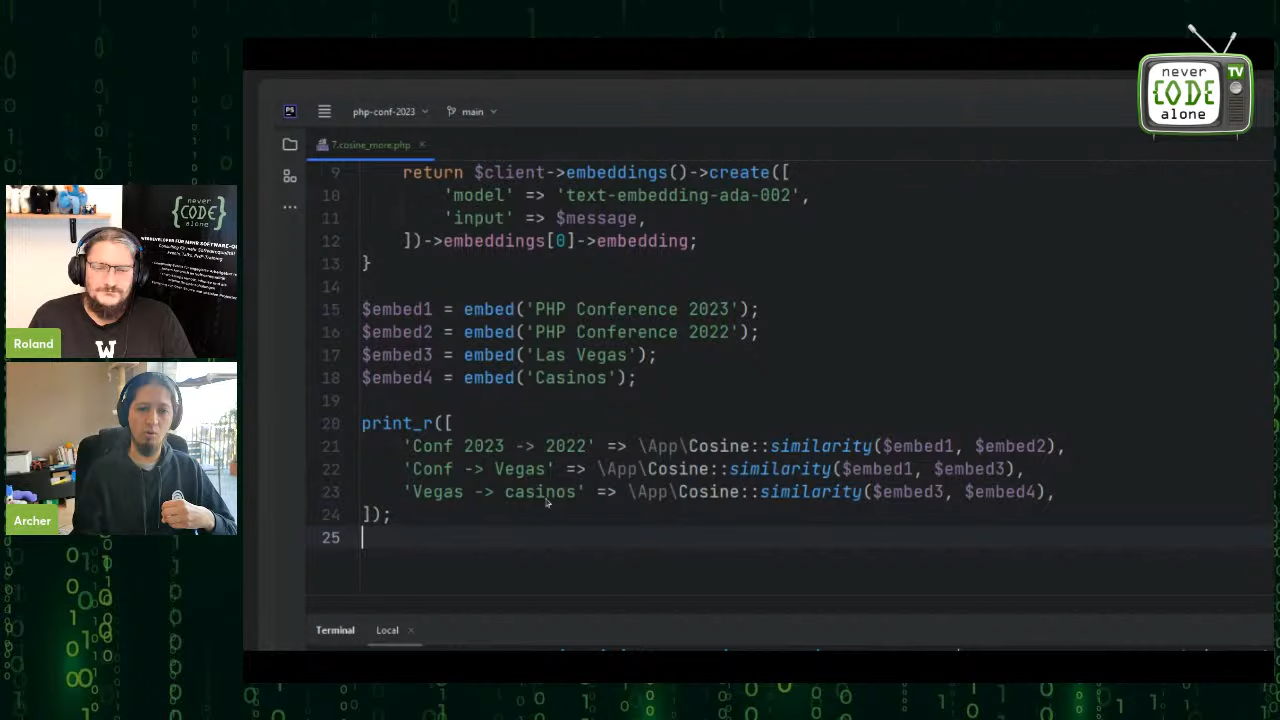 never
CODE
alone
TV
PS
php-conf-2023
main
7.cosine_more.php
9 return $client->embeddings()->create([
10 'model' => 'text-embedding-ada-002',
11 'input' => $message,
12 ])->embeddings[0]->embedding;
13 }
14
15 $embed1 = embed('PHP Conference 2023');
16 $embed2 = embed('PHP Conference 2022');
17 $embed3 = embed('Las Vegas');
18 $embed4 = embed('Casinos');
19
20 print_r([
21 'Conf 2023 -> 2022' => \App\Cosine::similarity($embed1, $embed2),
22 'Conf -> Vegas' => \App\Cosine::similarity($embed1, $embed3),
23 'Vegas -> casinos' => \App\Cosine::similarity($embed3, $embed4),
24 ]);
25
Terminal Local
never
{CODE}
alone
W
Roland
Archer